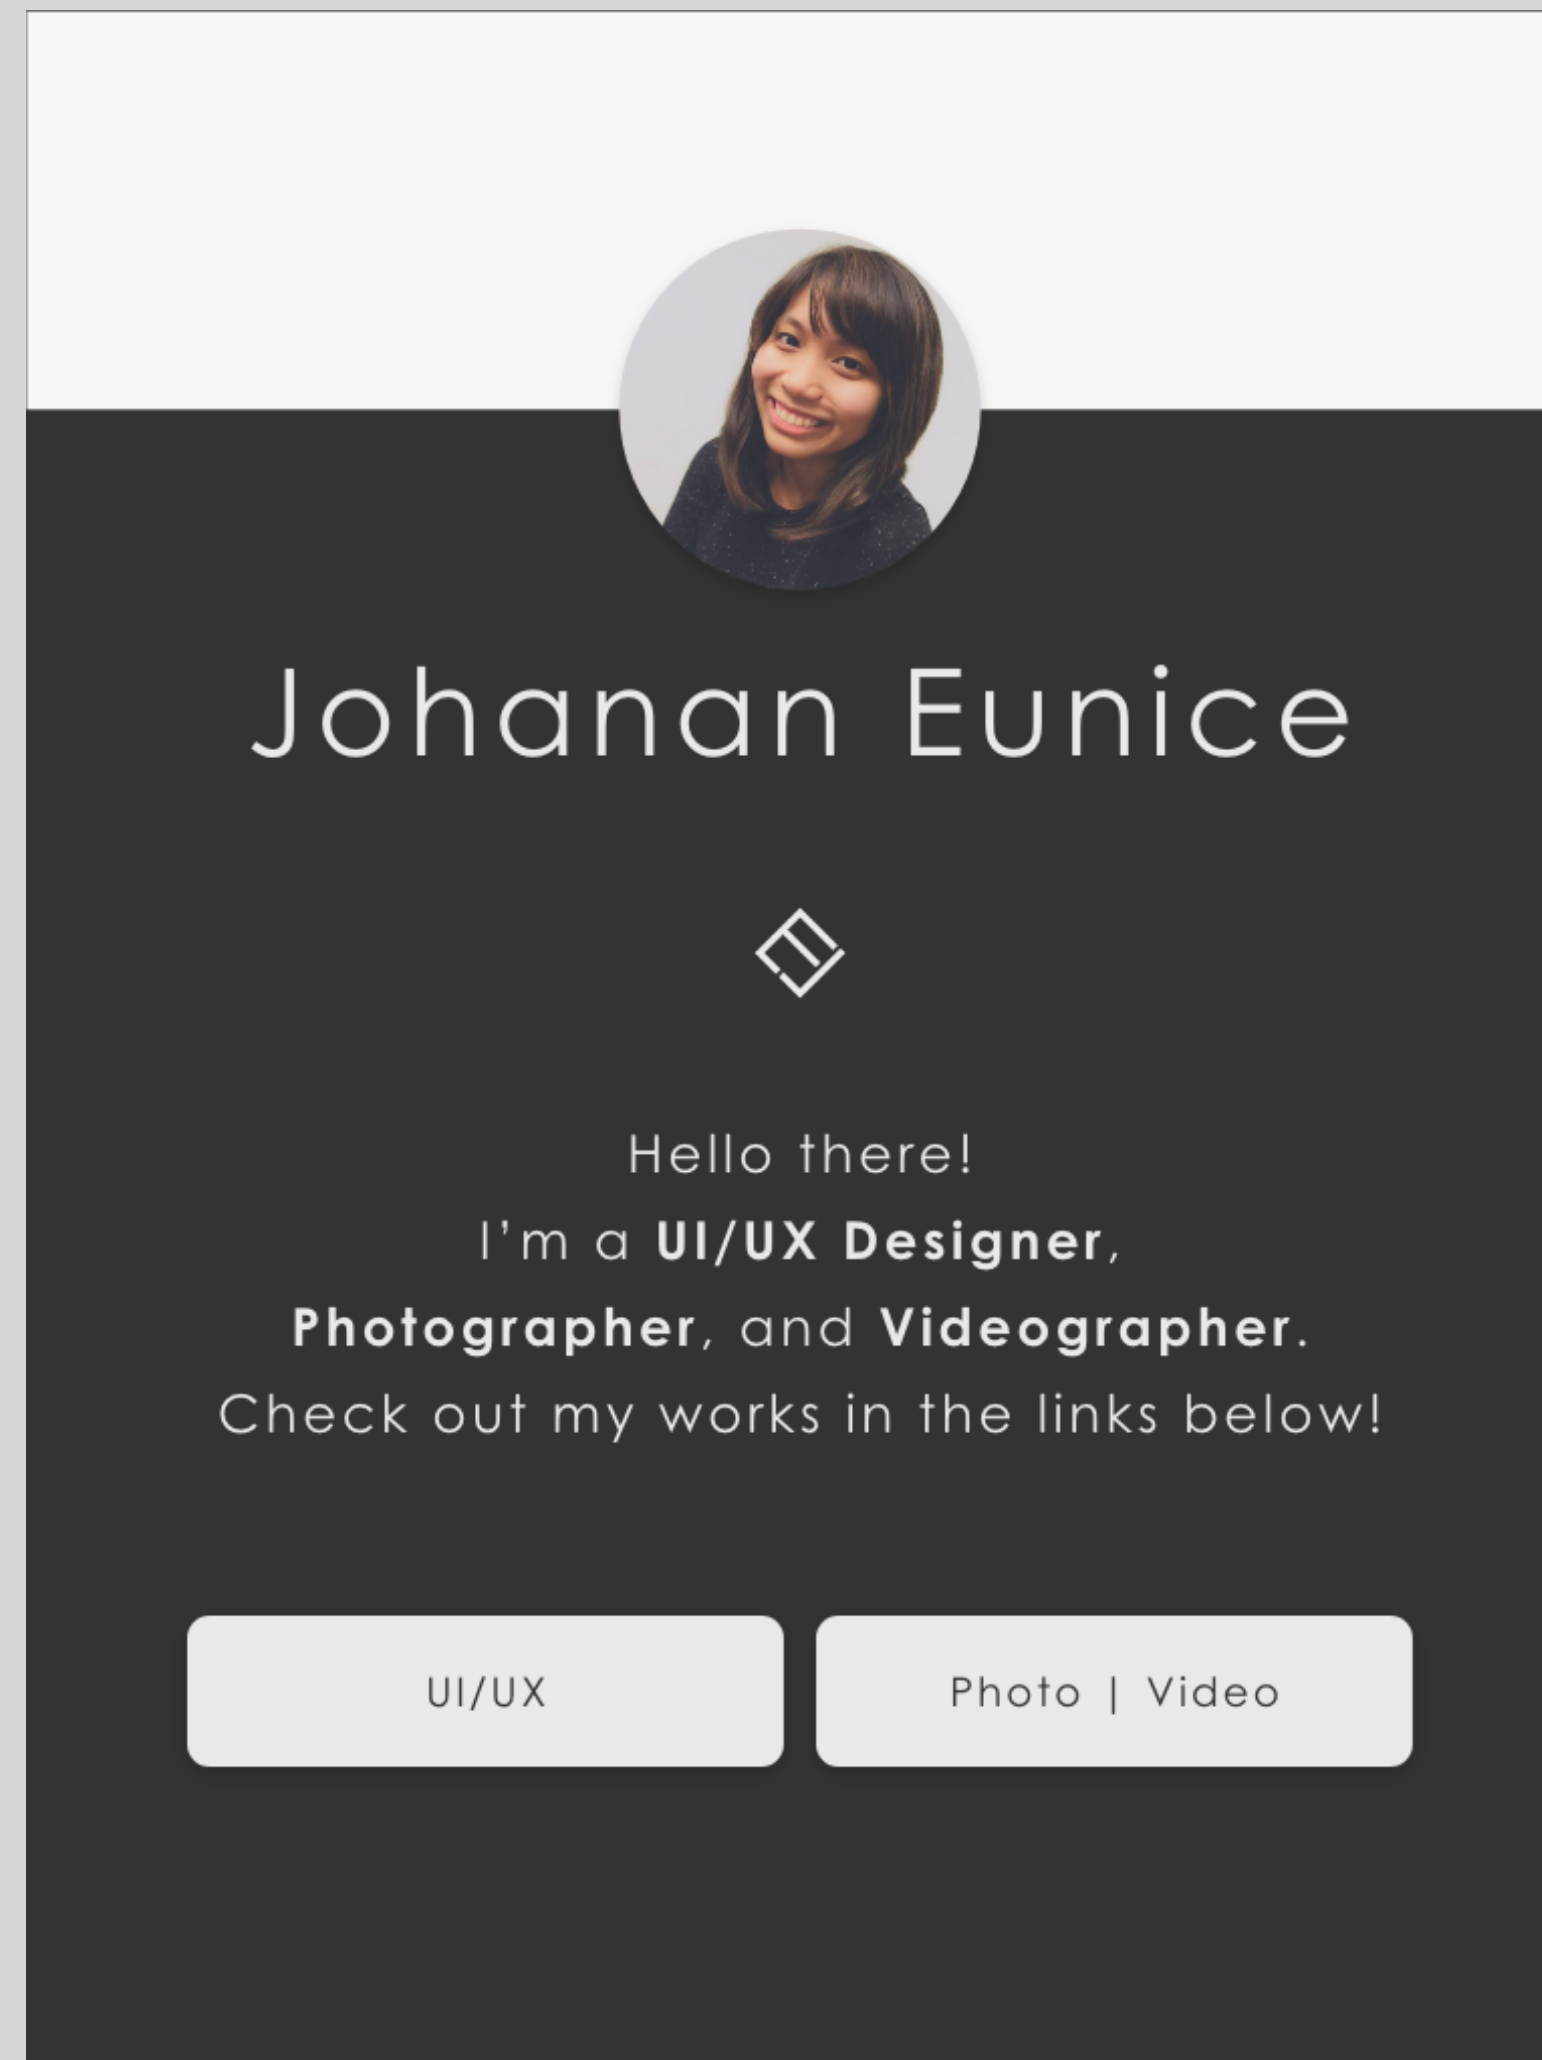 Johanan Eunice
Hello there!
I’m a UI/UX Designer,
Photographer, and Videographer.
Check out my works in the links below!
UI/UX
Photo | Video